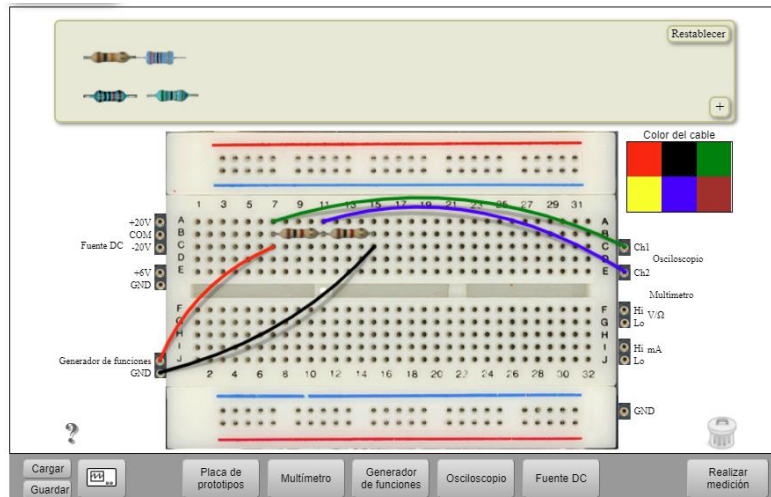 Restablecer
+
Color del cable
1 3 5 7 9 11 13 15 17 19 21 23 25 27 29 31
A A
B B
C C
D D
E E
+20V
COM
Fuente DC -20V
+6V
GND
Ch1
Osciloscopio
Ch2
Multimetro
F F
G G
H H
I I
J J
Hi V/Ω
Lo
Hi mA
Lo
Generador de funciones
GND
2 4 6 8 10 12 14 16 18 20 22 24 26 28 30 32
GND
?
Cargar
Guardar
Placa de
prototipos
Multímetro
Generador
de funciones
Osciloscopio
Fuente DC
Realizar
medición